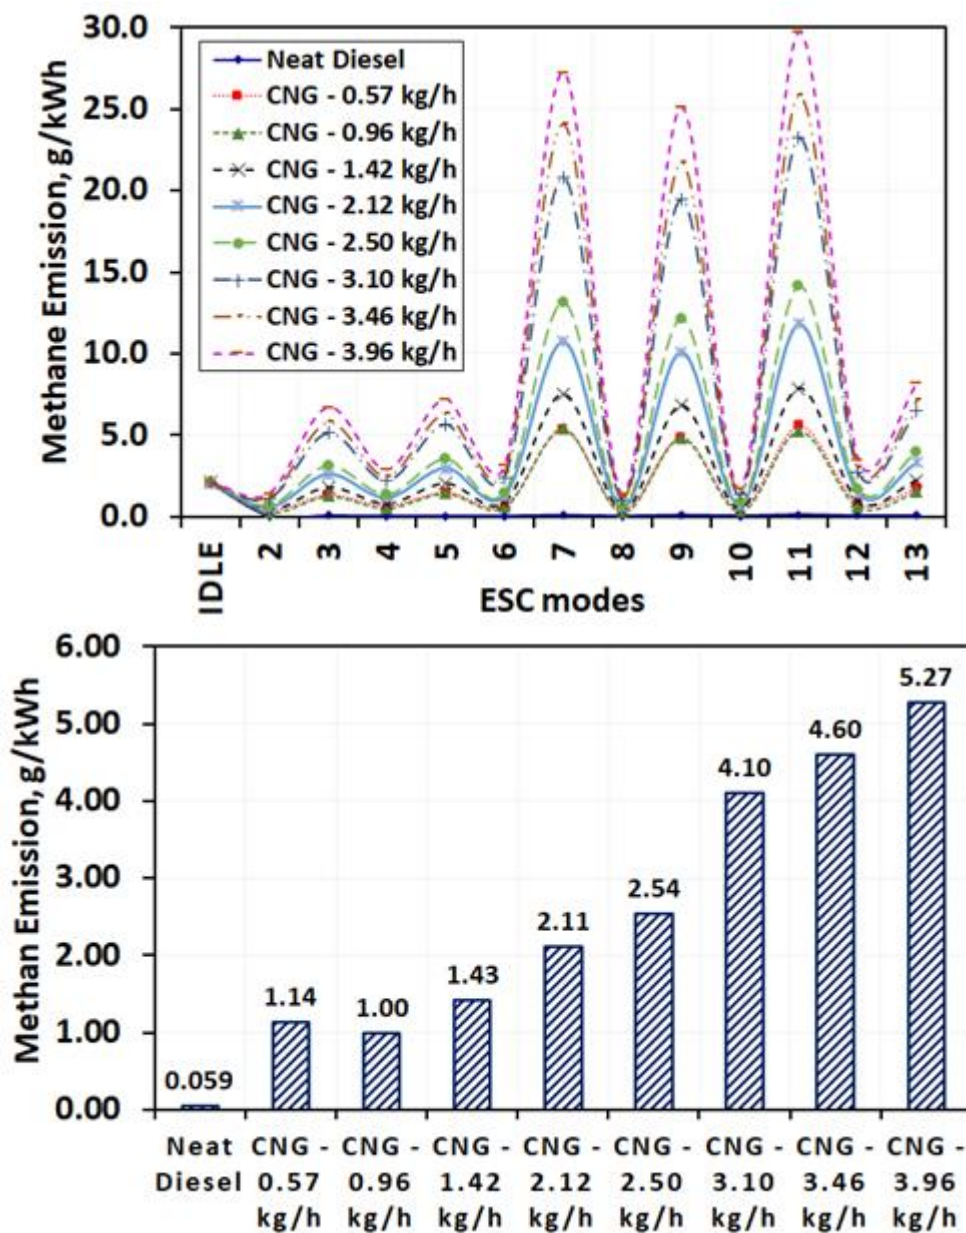 30.0
25.0
20.0
15.0
10.0
5.0
0.0
Methane Emission, g/kWh
Neat Diesel
CNG - 0.57 kg/h
CNG - 0.96 kg/h
CNG - 1.42 kg/h
CNG - 2.12 kg/h
CNG - 2.50 kg/h
CNG - 3.10 kg/h
CNG - 3.46 kg/h
CNG - 3.96 kg/h
IDLE 2 3 4 5 6 7 8 9 10 11 12 13
ESC modes
6.00
5.00
4.00
3.00
2.00
1.00
0.00
Methan Emission, g/kWh
0.059 1.14 1.00 1.43 2.11 2.54 4.10 4.60 5.27
Neat CNG - CNG - CNG - CNG - CNG - CNG - CNG - CNG -
Diesel 0.57 0.96 1.42 2.12 2.50 3.10 3.46 3.96
kg/h kg/h kg/h kg/h kg/h kg/h kg/h kg/h